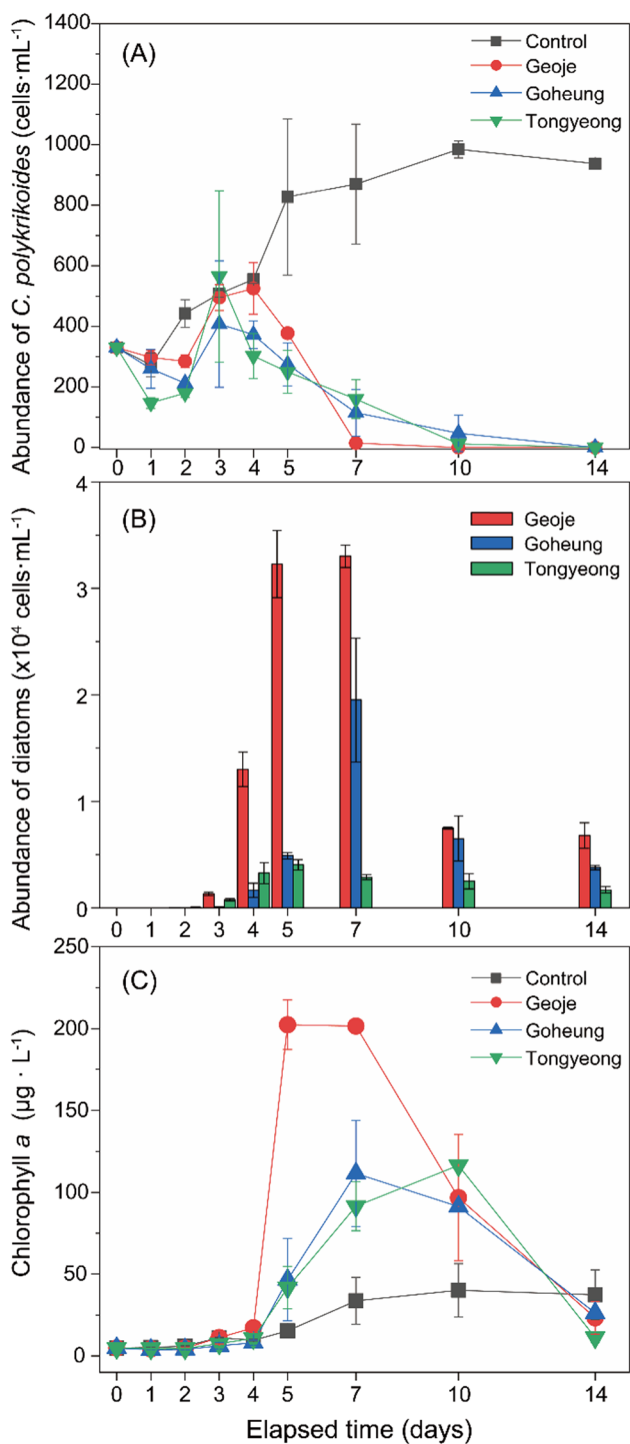 (A)
Control
Geoje
Goheung
Tongyeong
Abundance of C. polykrikoides (cells·mL⁻¹)
1400
1200
1000
800
600
400
200
0
0 1 2 3 4 5 7 10 14
(B)
Geoje
Goheung
Tongyeong
Abundance of diatoms (x10⁴ cells·mL⁻¹)
4
3
2
1
0
0 1 2 3 4 5 7 10 14
(C)
Control
Geoje
Goheung
Tongyeong
Chlorophyll a (µg · L⁻¹)
250
200
150
100
50
0
0 1 2 3 4 5 7 10 14
Elapsed time (days)